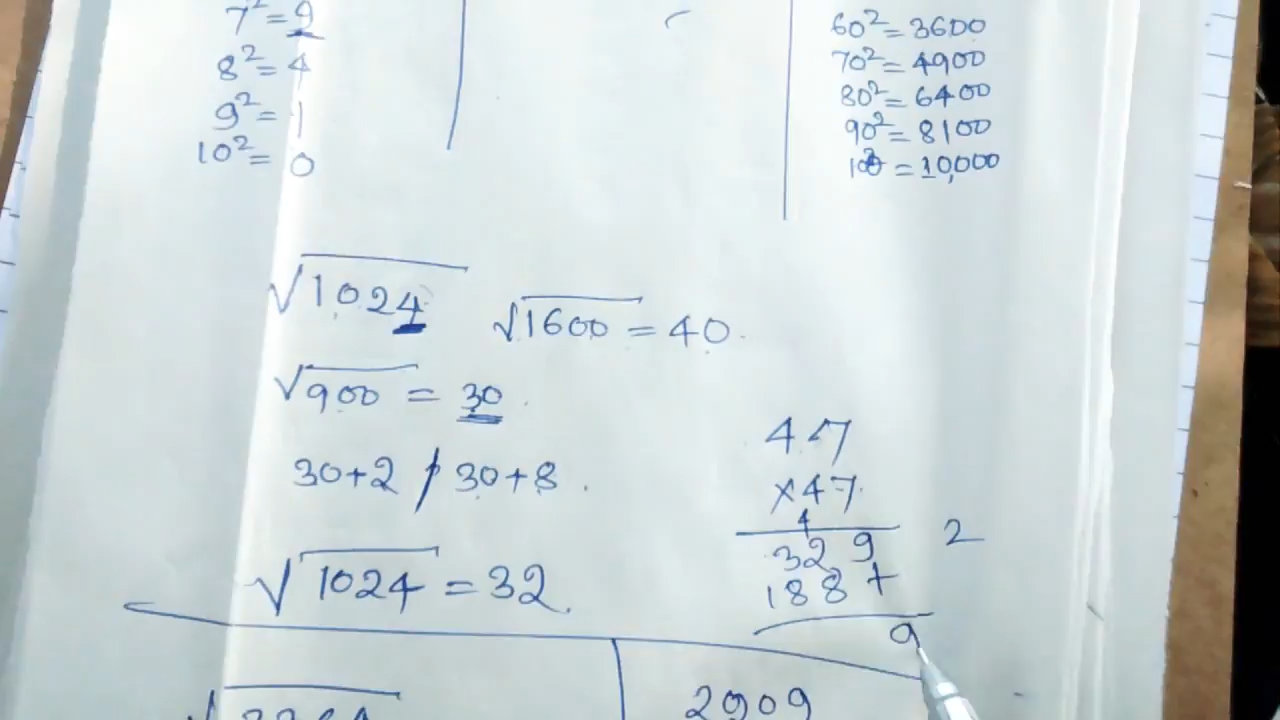 7² = 9
8² = 4
9² = 1
10² = 0
60² = 3600
70² = 4900
80² = 6400
90² = 8100
= 10,000
√1024
√1600 = 40
√900 = 30
30+2 / 30+8
√1024 = 32
47
×47
4
329
188+
9
2
2909